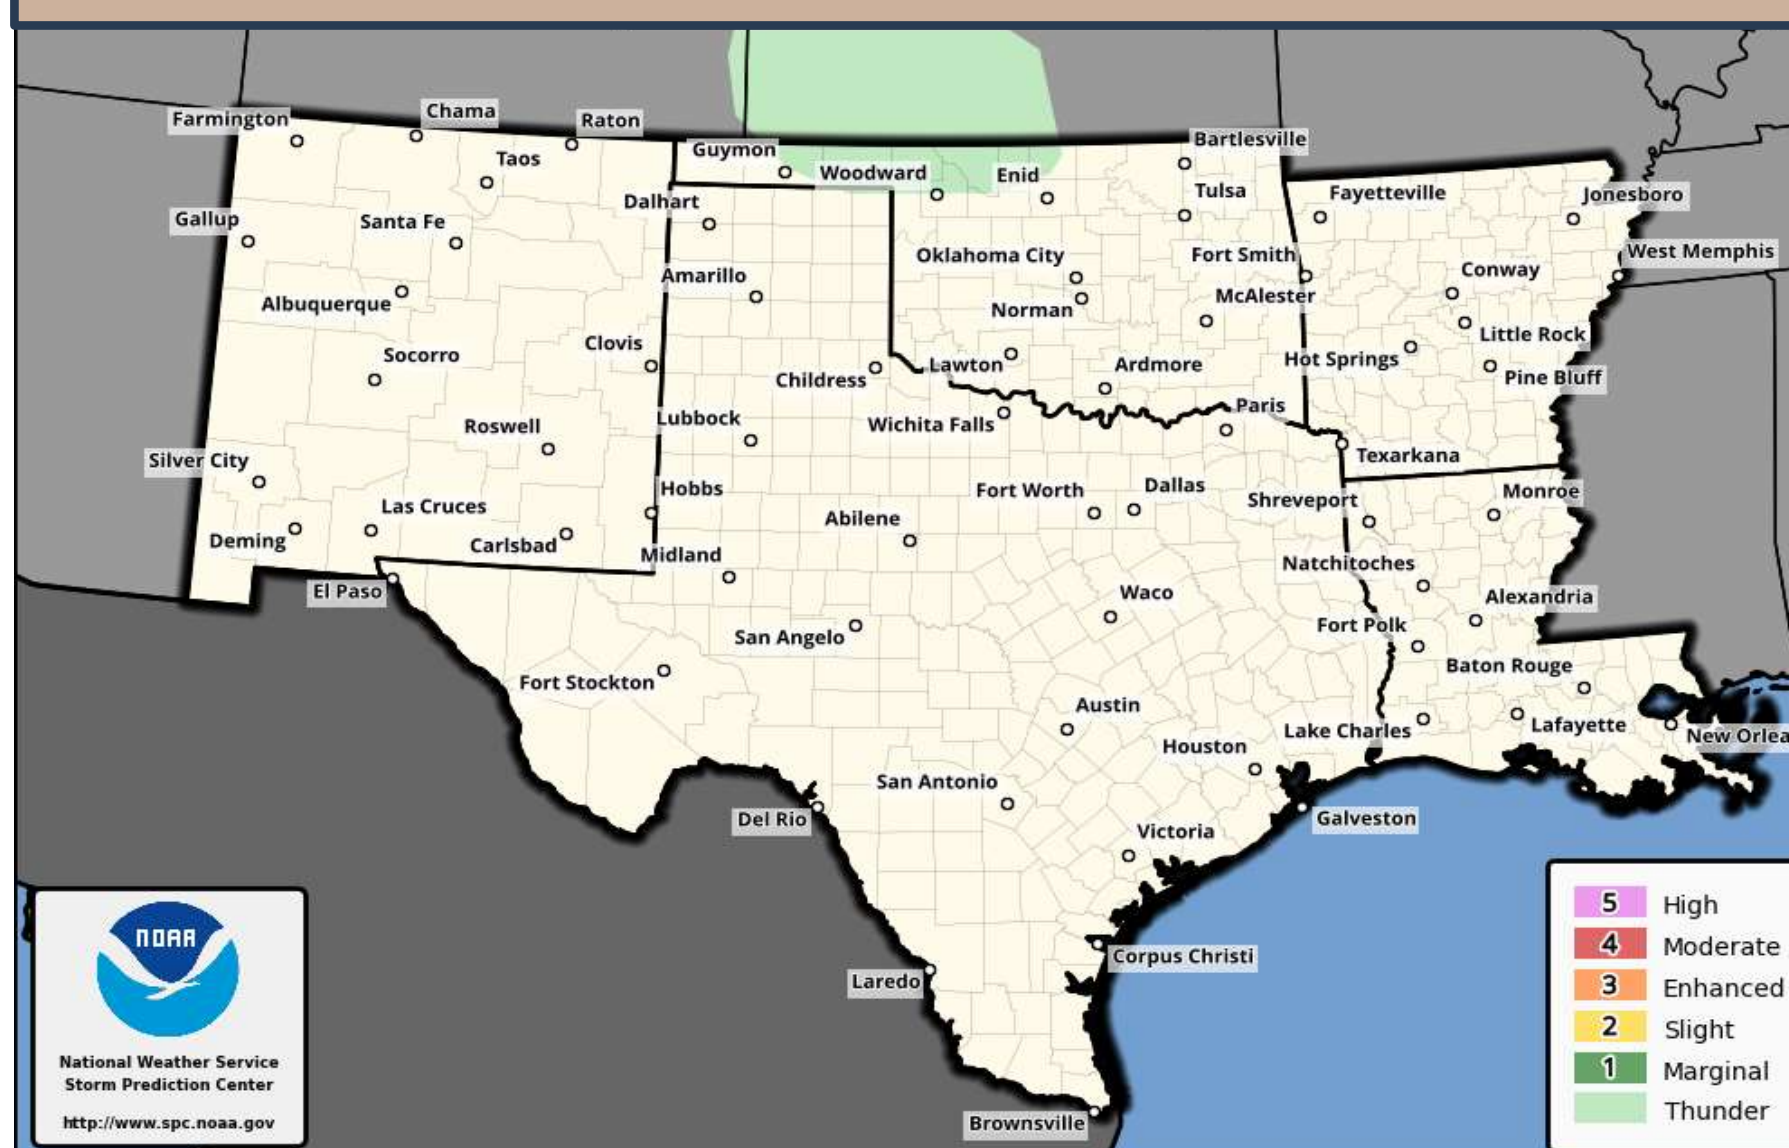 Farmington
Chama
Raton
Bartlesville
Guymon
Taos
Woodward
Enid
Tulsa
Fayetteville
Jonesboro
Dalhart
Gallup
Santa Fe
Oklahoma City
Fort Smith
West Memphis
Amarillo
Conway
Albuquerque
Norman
McAlester
Little Rock
Socorro
Clovis
Childress
Lawton
Ardmore
Hot Springs
Pine Bluff
Roswell
Lubbock
Wichita Falls
Paris
Silver City
Texarkana
Las Cruces
Hobbs
Fort Worth
Dallas
Shreveport
Monroe
Deming
Carlsbad
Abilene
Midland
Natchitoches
El Paso
Waco
Alexandria
San Angelo
Fort Polk
Fort Stockton
Baton Rouge
Austin
Houston
Lake Charles
Lafayette
New Orlea
San Antonio
Del Rio
Victoria
Galveston
Corpus Christi
Laredo
Brownsville
NOAA
National Weather Service
Storm Prediction Center
http://www.spc.noaa.gov
5 High
4 Moderate
3 Enhanced
2 Slight
1 Marginal
Thunder